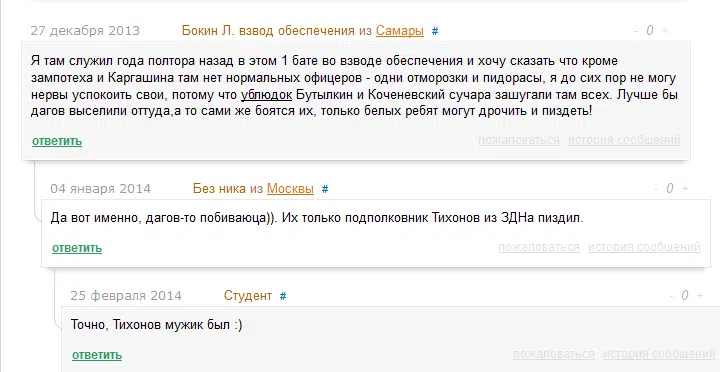 27 декабря 2013 Бокин Л. взвод обеспечения из Самары # - 0 +
Я там служил года полтора назад в этом 1 бате во взводе обеспечения и хочу сказать что кроме
зампотеха и Каргашина там нет нормальных офицеров - одни отморозки и пидорасы, я до сих пор не могу
нервы успокоить свои, потому что ублюдок Бутылкин и Коченевский сучара зашугали там всех. Лучше бы
дагов выселили оттуда,а то сами же боятся их, только белых ребят могут дрочить и пиздеть!
ответить пожаловаться история сообщений
04 января 2014 Без ника из Москвы # - 0 +
Да вот именно, дагов-то побиваюца)). Их только подполковник Тихонов из ЗДНа пиздил.
ответить пожаловаться история сообщений
25 февраля 2014 Студент # - 0 +
Точно, Тихонов мужик был :)
ответить пожаловаться история сообщений